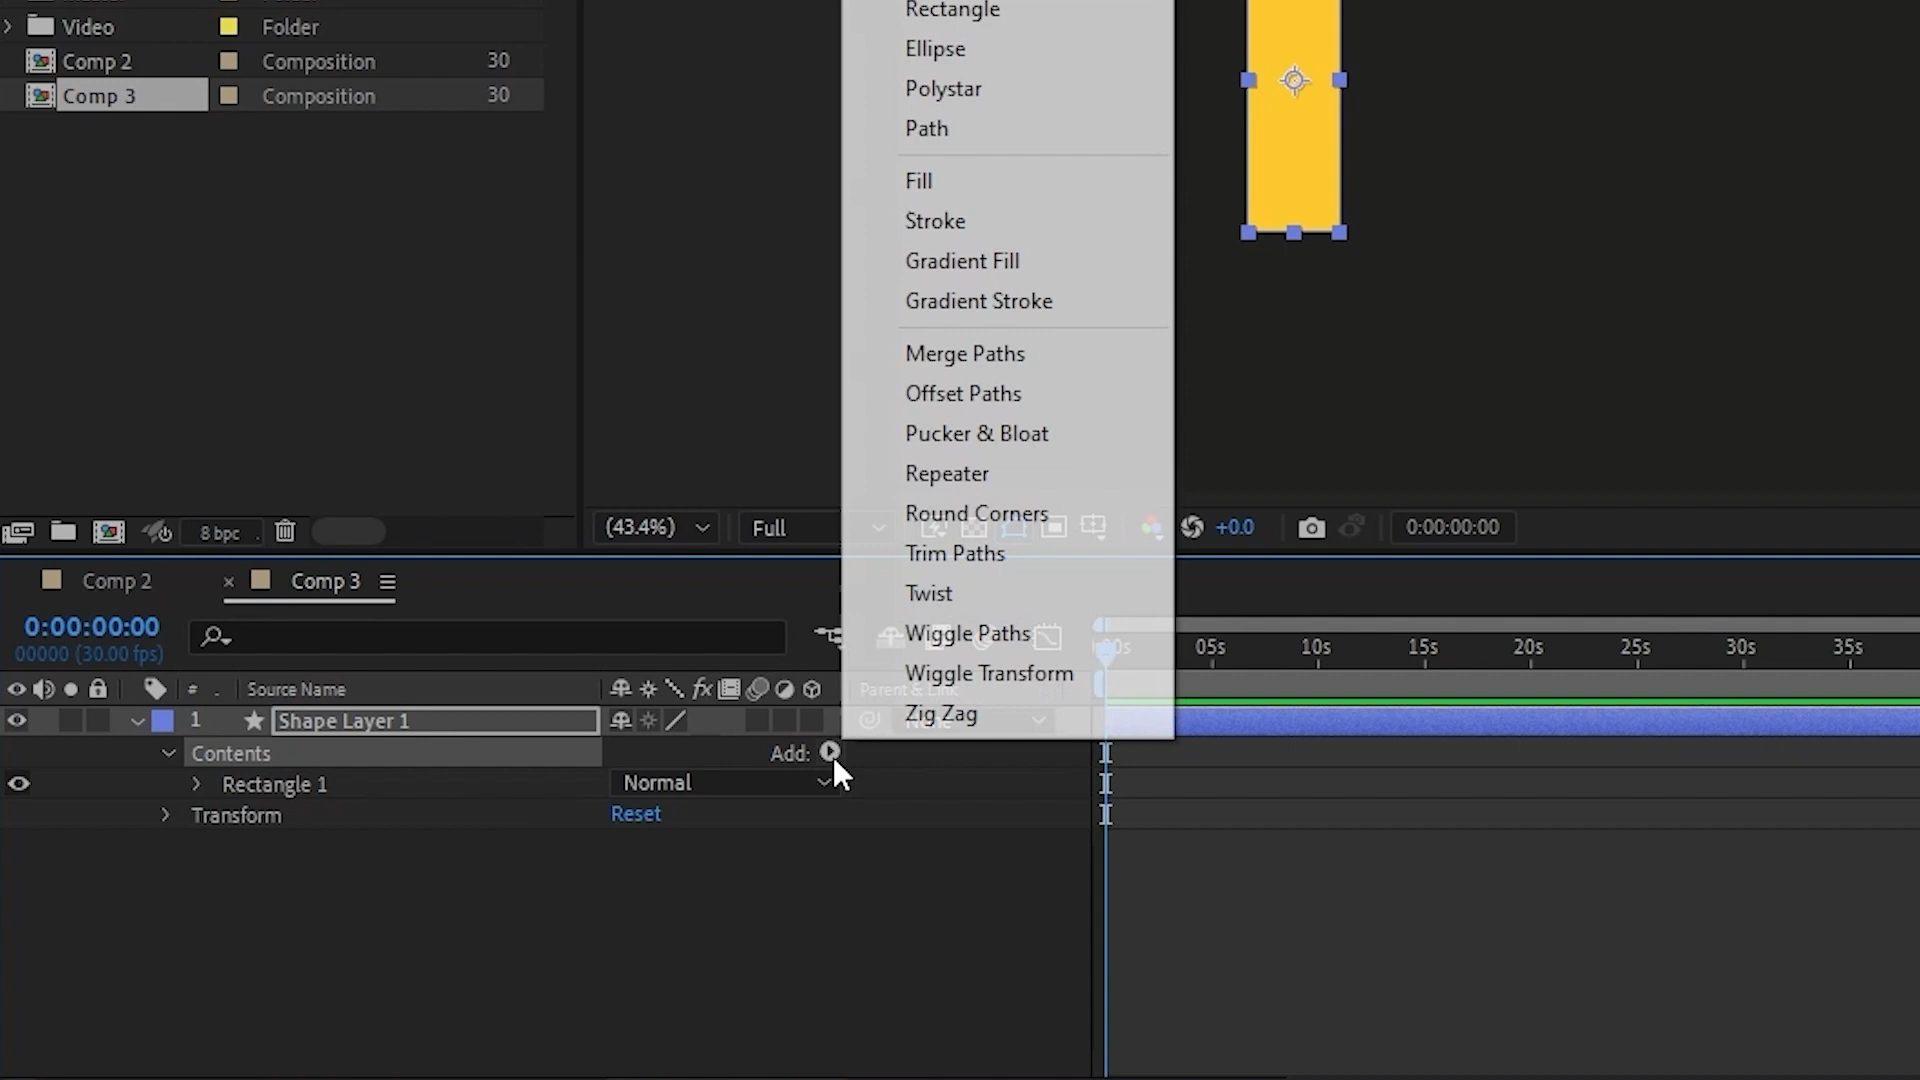 Video Folder
Comp 2 Composition 30
Comp 3 Composition 30
Rectangle
Ellipse
Polystar
Path
Fill
Stroke
Gradient Fill
Gradient Stroke
Merge Paths
Offset Paths
Pucker & Bloat
Repeater
Round Corners
Trim Paths
Twist
Wiggle Paths
Wiggle Transform
Zig Zag
8 bpc
(43.4%) Full +0.0 0:00:00:00
Comp 2 × Comp 3
0:00:00:00
00000 (30.00 fps)
05s 10s 15s 20s 25s 30s 35s
# . Source Name fx Parent & Link
1 Shape Layer 1 None
Contents Add:
Rectangle 1 Normal
Transform Reset